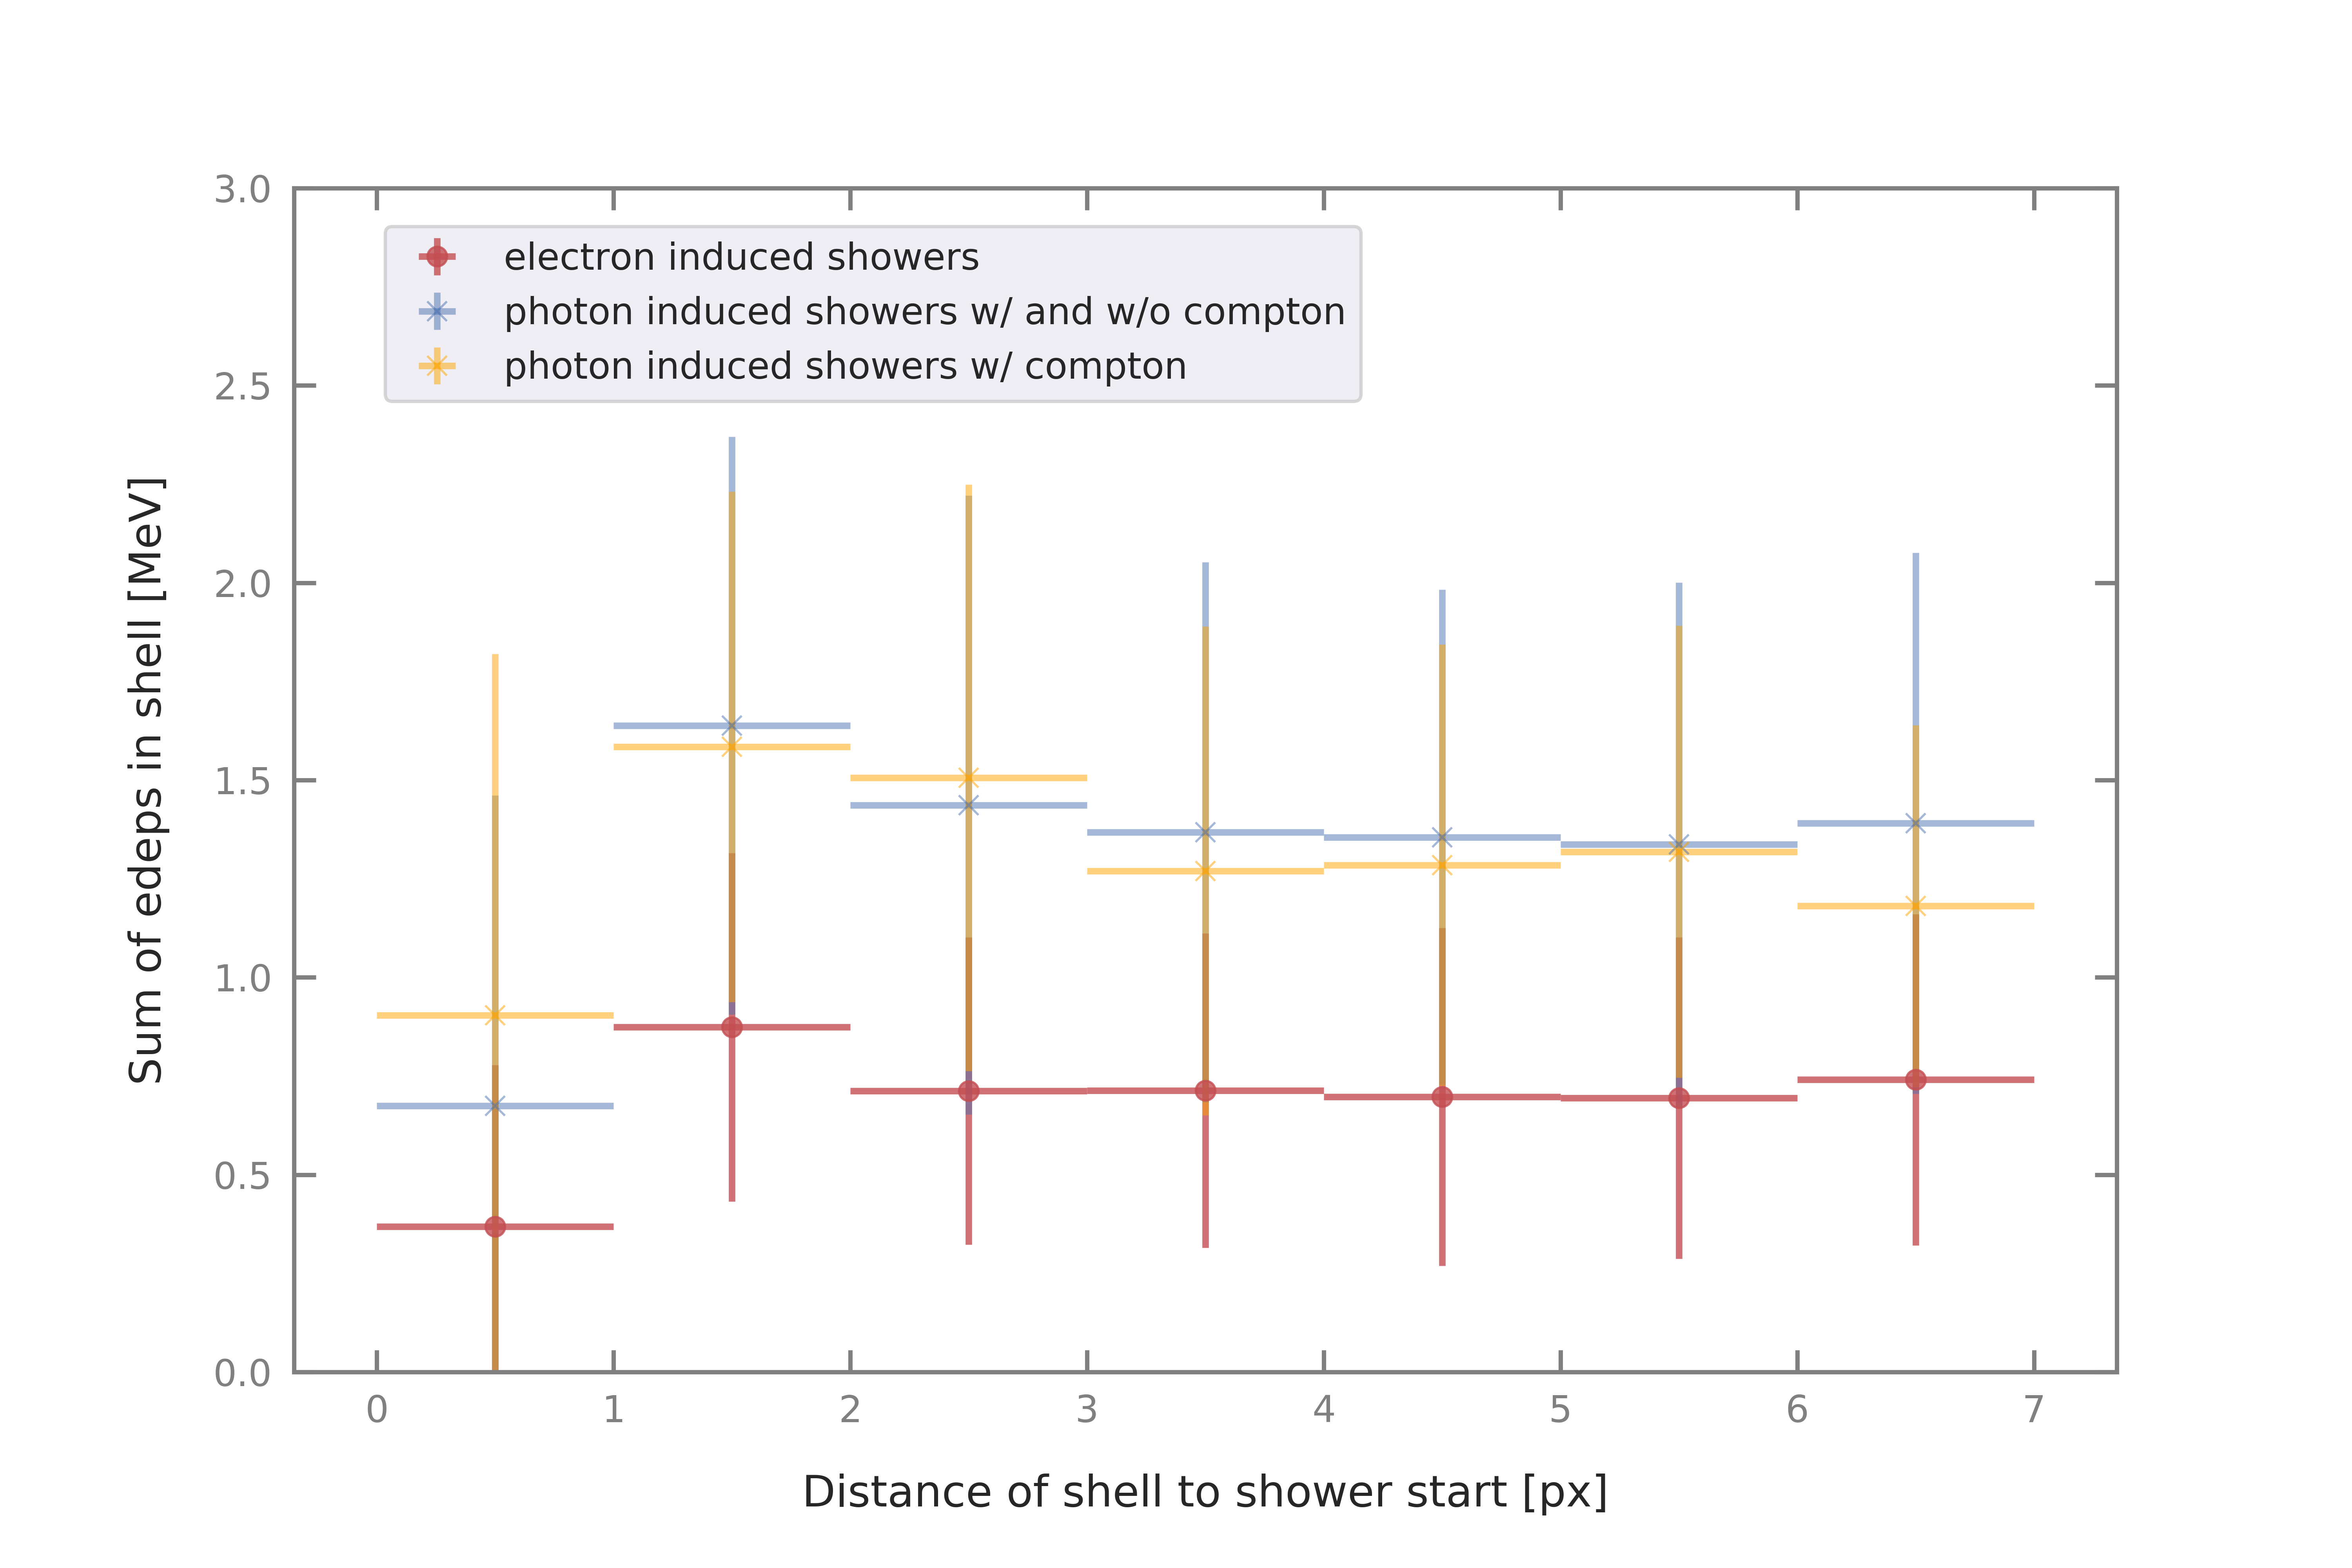 3.0
2.5
2.0
1.5
1.0
0.5
0.0
Sum of edeps in shell [MeV]
electron induced showers
photon induced showers w/ and w/o compton
photon induced showers w/ compton
0 1 2 3 4 5 6 7
Distance of shell to shower start [px]